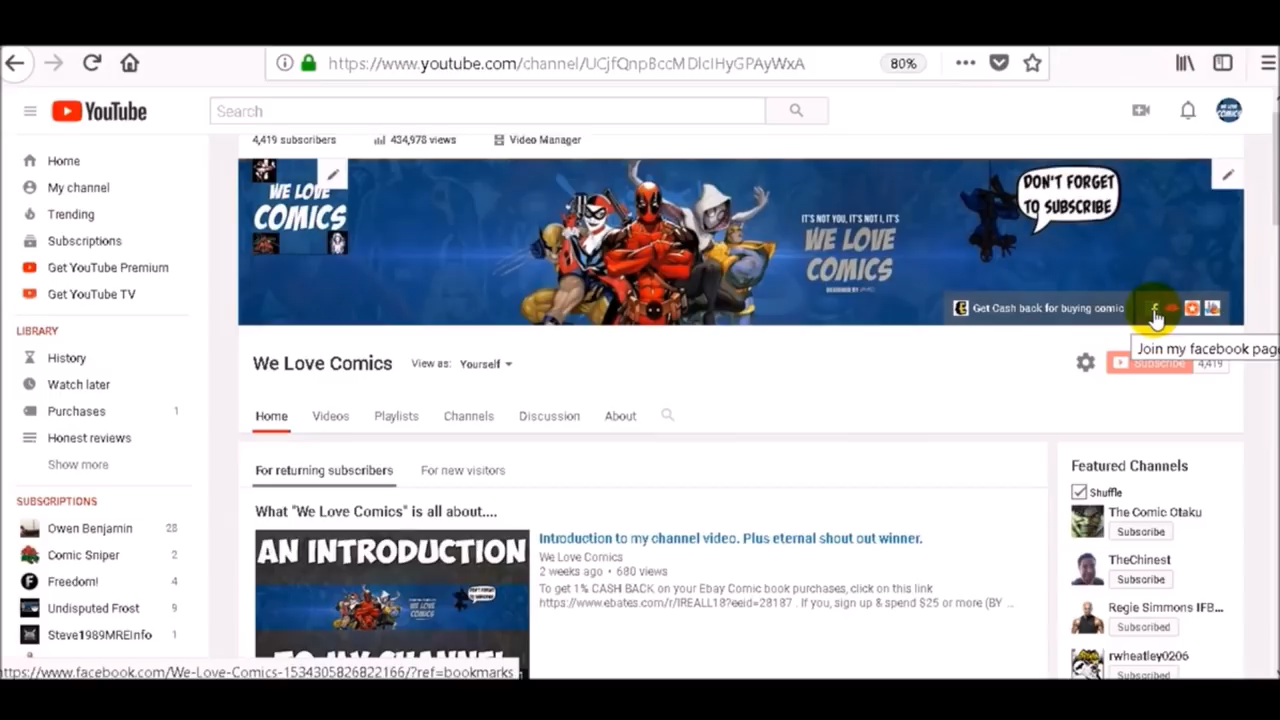 https://www.youtube.com/channel/UCjfQnpBccMDlcIHyGPAyWxA
80%
YouTube
Search
4,419 subscribers
434,978 views
Video Manager
Home
My channel
Trending
Subscriptions
Get YouTube Premium
Get YouTube TV
LIBRARY
History
Watch later
Purchases 1
Honest reviews
Show more
SUBSCRIPTIONS
Owen Benjamin 28
Comic Sniper 2
Freedom! 4
Undisputed Frost 9
Steve1989MREInfo 1
WE LOVE
COMICS
IT'S NOT YOU, IT'S NOT I, IT'S
WE LOVE
COMICS
DON'T FORGET
TO SUBSCRIBE
Get Cash back for buying comic
Join my facebook pag
We Love Comics
View as: Yourself
Subscribe 4,419
Home
Videos
Playlists
Channels
Discussion
About
For returning subscribers
For new visitors
What "We Love Comics" is all about....
AN INTRODUCTION
TO MY CHANNEL
Introduction to my channel video. Plus eternal shout out winner.
We Love Comics
2 weeks ago • 680 views
To get 1% CASH BACK on your Ebay Comic book purchases, click on this link
https://www.ebates.com/r/IREALL18?eeid=28187 . If you, sign up & spend $25 or more (BY ...
Featured Channels
Shuffle
The Comic Otaku
Subscribe
TheChinest
Subscribe
Regie Simmons IFB...
Subscribed
rwheatley0206
Subscribed
https://www.facebook.com/We-Love-Comics-1534305826822166/?ref=bookmarks